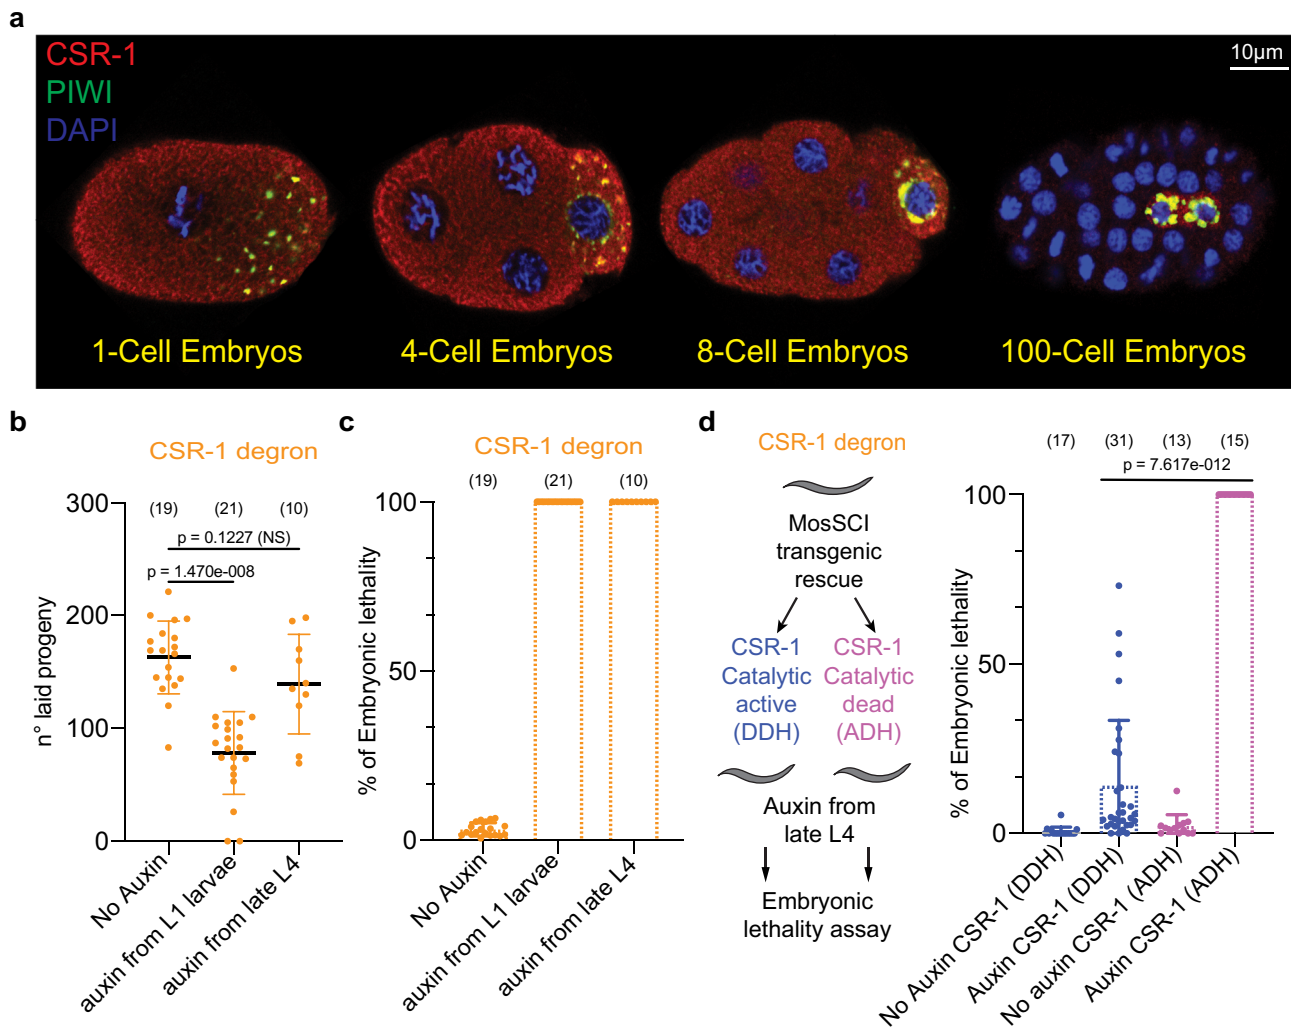 a
CSR-1
PIWI
DAPI
10µm
1-Cell Embryos
4-Cell Embryos
8-Cell Embryos
100-Cell Embryos
b
CSR-1 degron
n° laid progeny
300
200
100
0
(19)
(21)
(10)
p = 0.1227 (NS)
p = 1.470e-008
No Auxin
auxin from L1 larvae
auxin from late L4
c
CSR-1 degron
% of Embryonic lethality
100
50
0
(19)
(21)
(10)
No Auxin
auxin from L1 larvae
auxin from late L4
d
CSR-1 degron
MosSCI
transgenic
rescue
CSR-1
Catalytic
active
(DDH)
CSR-1
Catalytic
dead
(ADH)
Auxin from
late L4
Embryonic
lethality assay
% of Embryonic lethality
100
50
0
(17)
(31)
(13)
(15)
p = 7.617e-012
No Auxin CSR-1 (DDH)
Auxin CSR-1 (DDH)
No auxin CSR-1 (ADH)
Auxin CSR-1 (ADH)